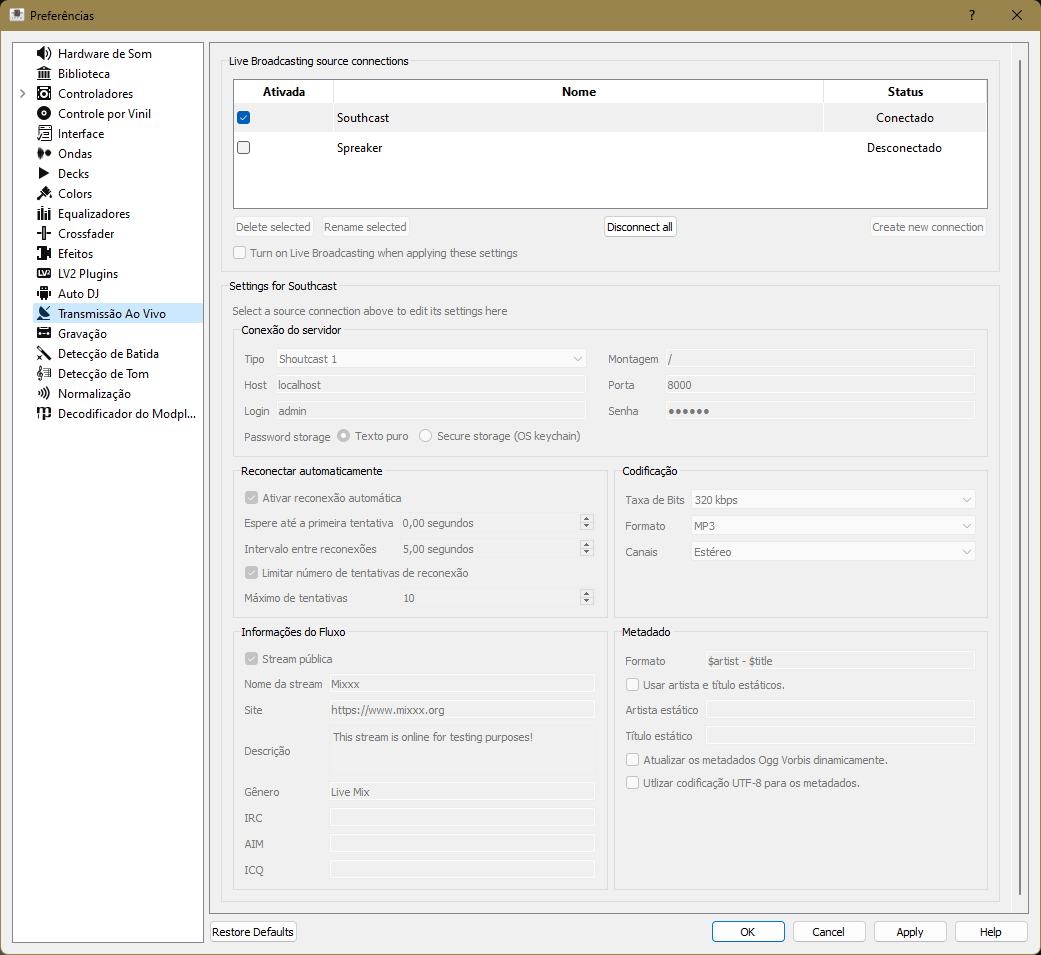 Preferências
?
Hardware de Som
Biblioteca
Controladores
Controle por Vinil
Interface
Ondas
Decks
Colors
Equalizadores
Crossfader
Efeitos
LV2 Plugins
Auto DJ
Transmissão Ao Vivo
Gravação
Detecção de Batida
Detecção de Tom
Normalização
Decodificador do Modpl...
Live Broadcasting source connections
Ativada Nome Status
Southcast Conectado
Spreaker Desconectado
Delete selected Rename selected Disconnect all Create new connection
Turn on Live Broadcasting when applying these settings
Settings for Southcast
Select a source connection above to edit its settings here
Conexão do servidor
Tipo Shoutcast 1 Montagem /
Host localhost Porta 8000
Login admin Senha ●●●●●●
Password storage Texto puro Secure storage (OS keychain)
Reconectar automaticamente
Ativar reconexão automática
Espere até a primeira tentativa 0,00 segundos
Intervalo entre reconexões 5,00 segundos
Limitar número de tentativas de reconexão
Máximo de tentativas 10
Codificação
Taxa de Bits 320 kbps
Formato MP3
Canais Estéreo
Informações do Fluxo
Stream pública
Nome da stream Mixxx
Site https://www.mixxx.org
Descrição This stream is online for testing purposes!
Gênero Live Mix
IRC
AIM
ICQ
Metadado
Formato $artist - $title
Usar artista e título estáticos.
Artista estático
Título estático
Atualizar os metadados Ogg Vorbis dinamicamente.
Utlizar codificação UTF-8 para os metadados.
Restore Defaults OK Cancel Apply Help